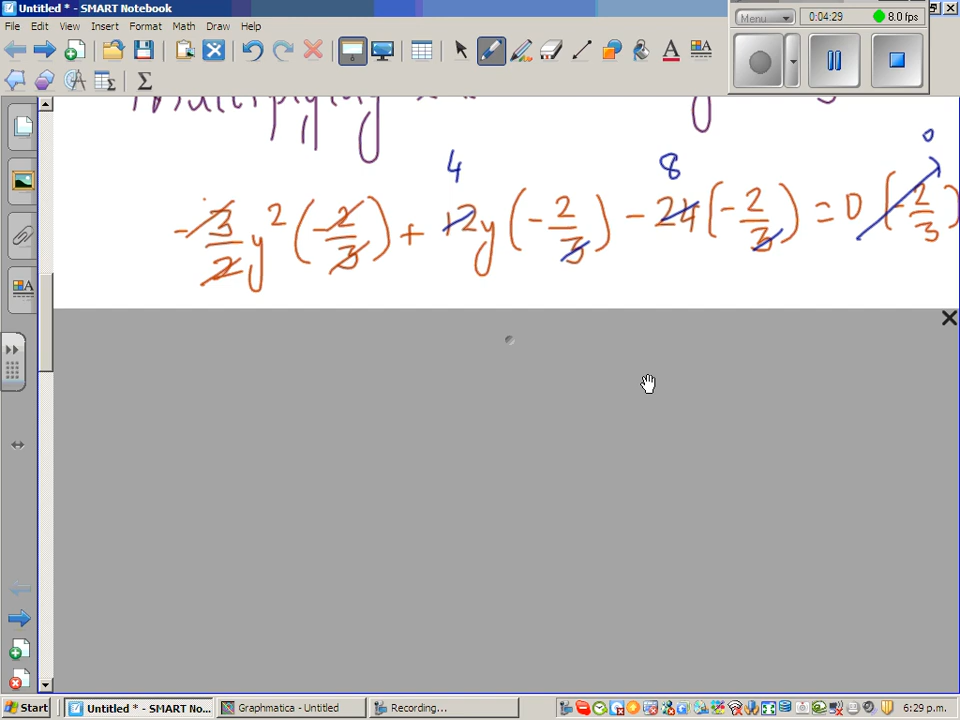 Untitled * - SMART Notebook
File Edit View Insert Format Math Draw Help
Menu 0:04:29 8.0 fps
Multiplying
4 8 0
-3/2 y² (-2/3) + 12y (-2/3) - 24 (-2/3) = 0 (-2/3)
Start Untitled * - SMART No... Graphmatica - Untitled Recording... 6:29 p.m.